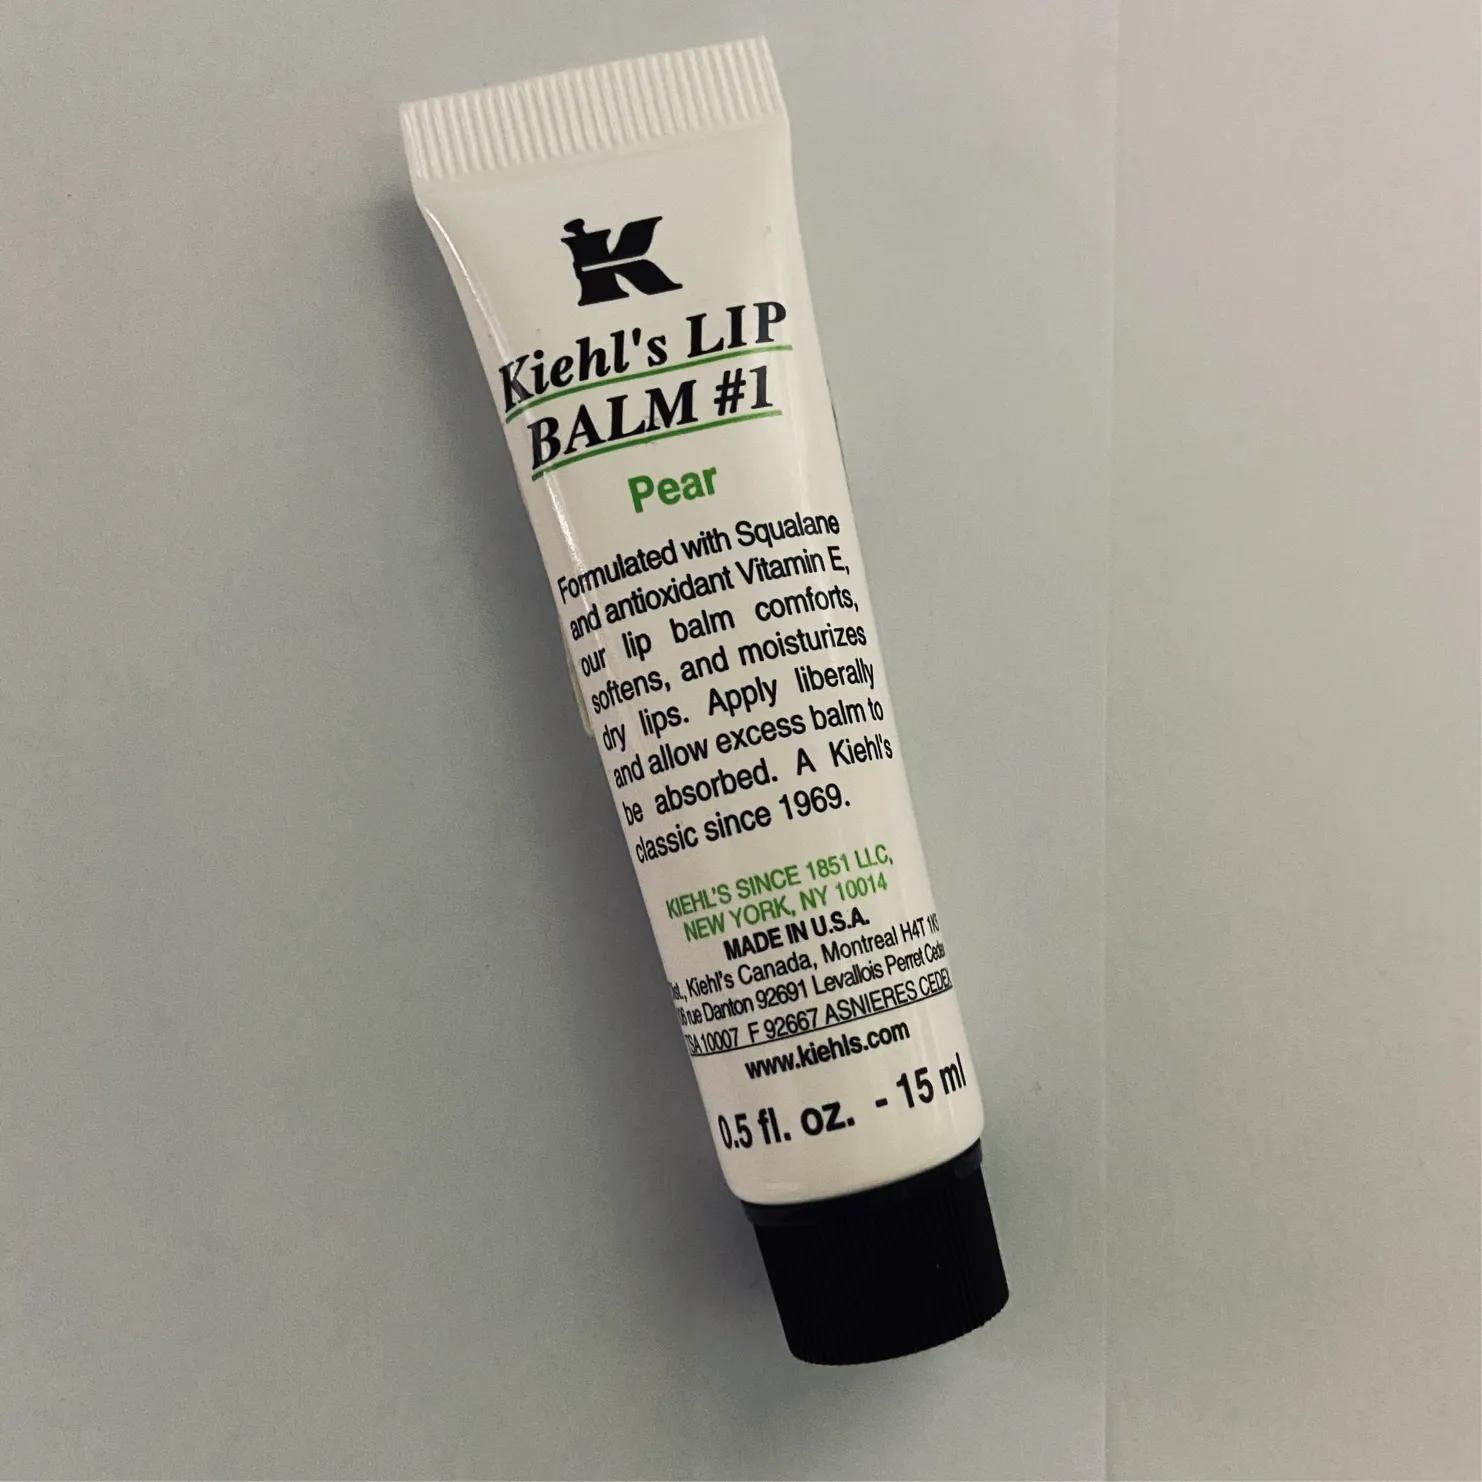 K
Kiehl's LIP
BALM #1
Pear
Formulated with Squalane
and antioxidant Vitamin E,
our lip balm comforts,
softens, and moisturizes
dry lips. Apply liberally
and allow excess balm to
be absorbed. A Kiehl's
classic since 1969.
KIEHL'S SINCE 1851 LLC,
NEW YORK, NY 10014
MADE IN U.S.A.
Kiehl's Canada, Montreal H4T
rue Danton 92691 Levallois Perret
10007 F 92667 ASNIERES CEDEX
www.kiehls.com
0.5 fl. oz. - 15 ml